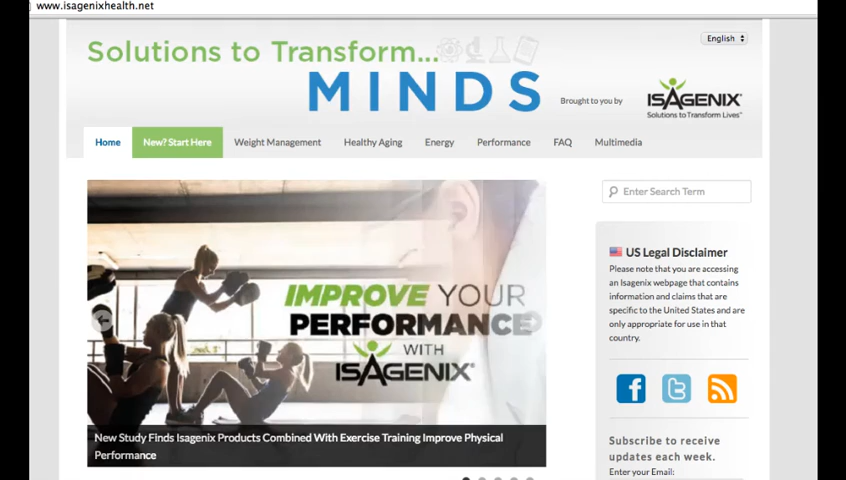 www.isagenixhealth.net
Solutions to Transform...
MINDS
English
Brought to you by
ISAGENIX
Solutions to Transform Lives™
Home
New? Start Here
Weight Management
Healthy Aging
Energy
Performance
FAQ
Multimedia
Enter Search Term
IMPROVE YOUR
PERFORMANCE
WITH
ISAGENIX
New Study Finds Isagenix Products Combined With Exercise Training Improve Physical
Performance
US Legal Disclaimer
Please note that you are accessing
an Isagenix webpage that contains
information and claims that are
specific to the United States and are
only appropriate for use in that
country.
Subscribe to receive
updates each week.
Enter your Email: